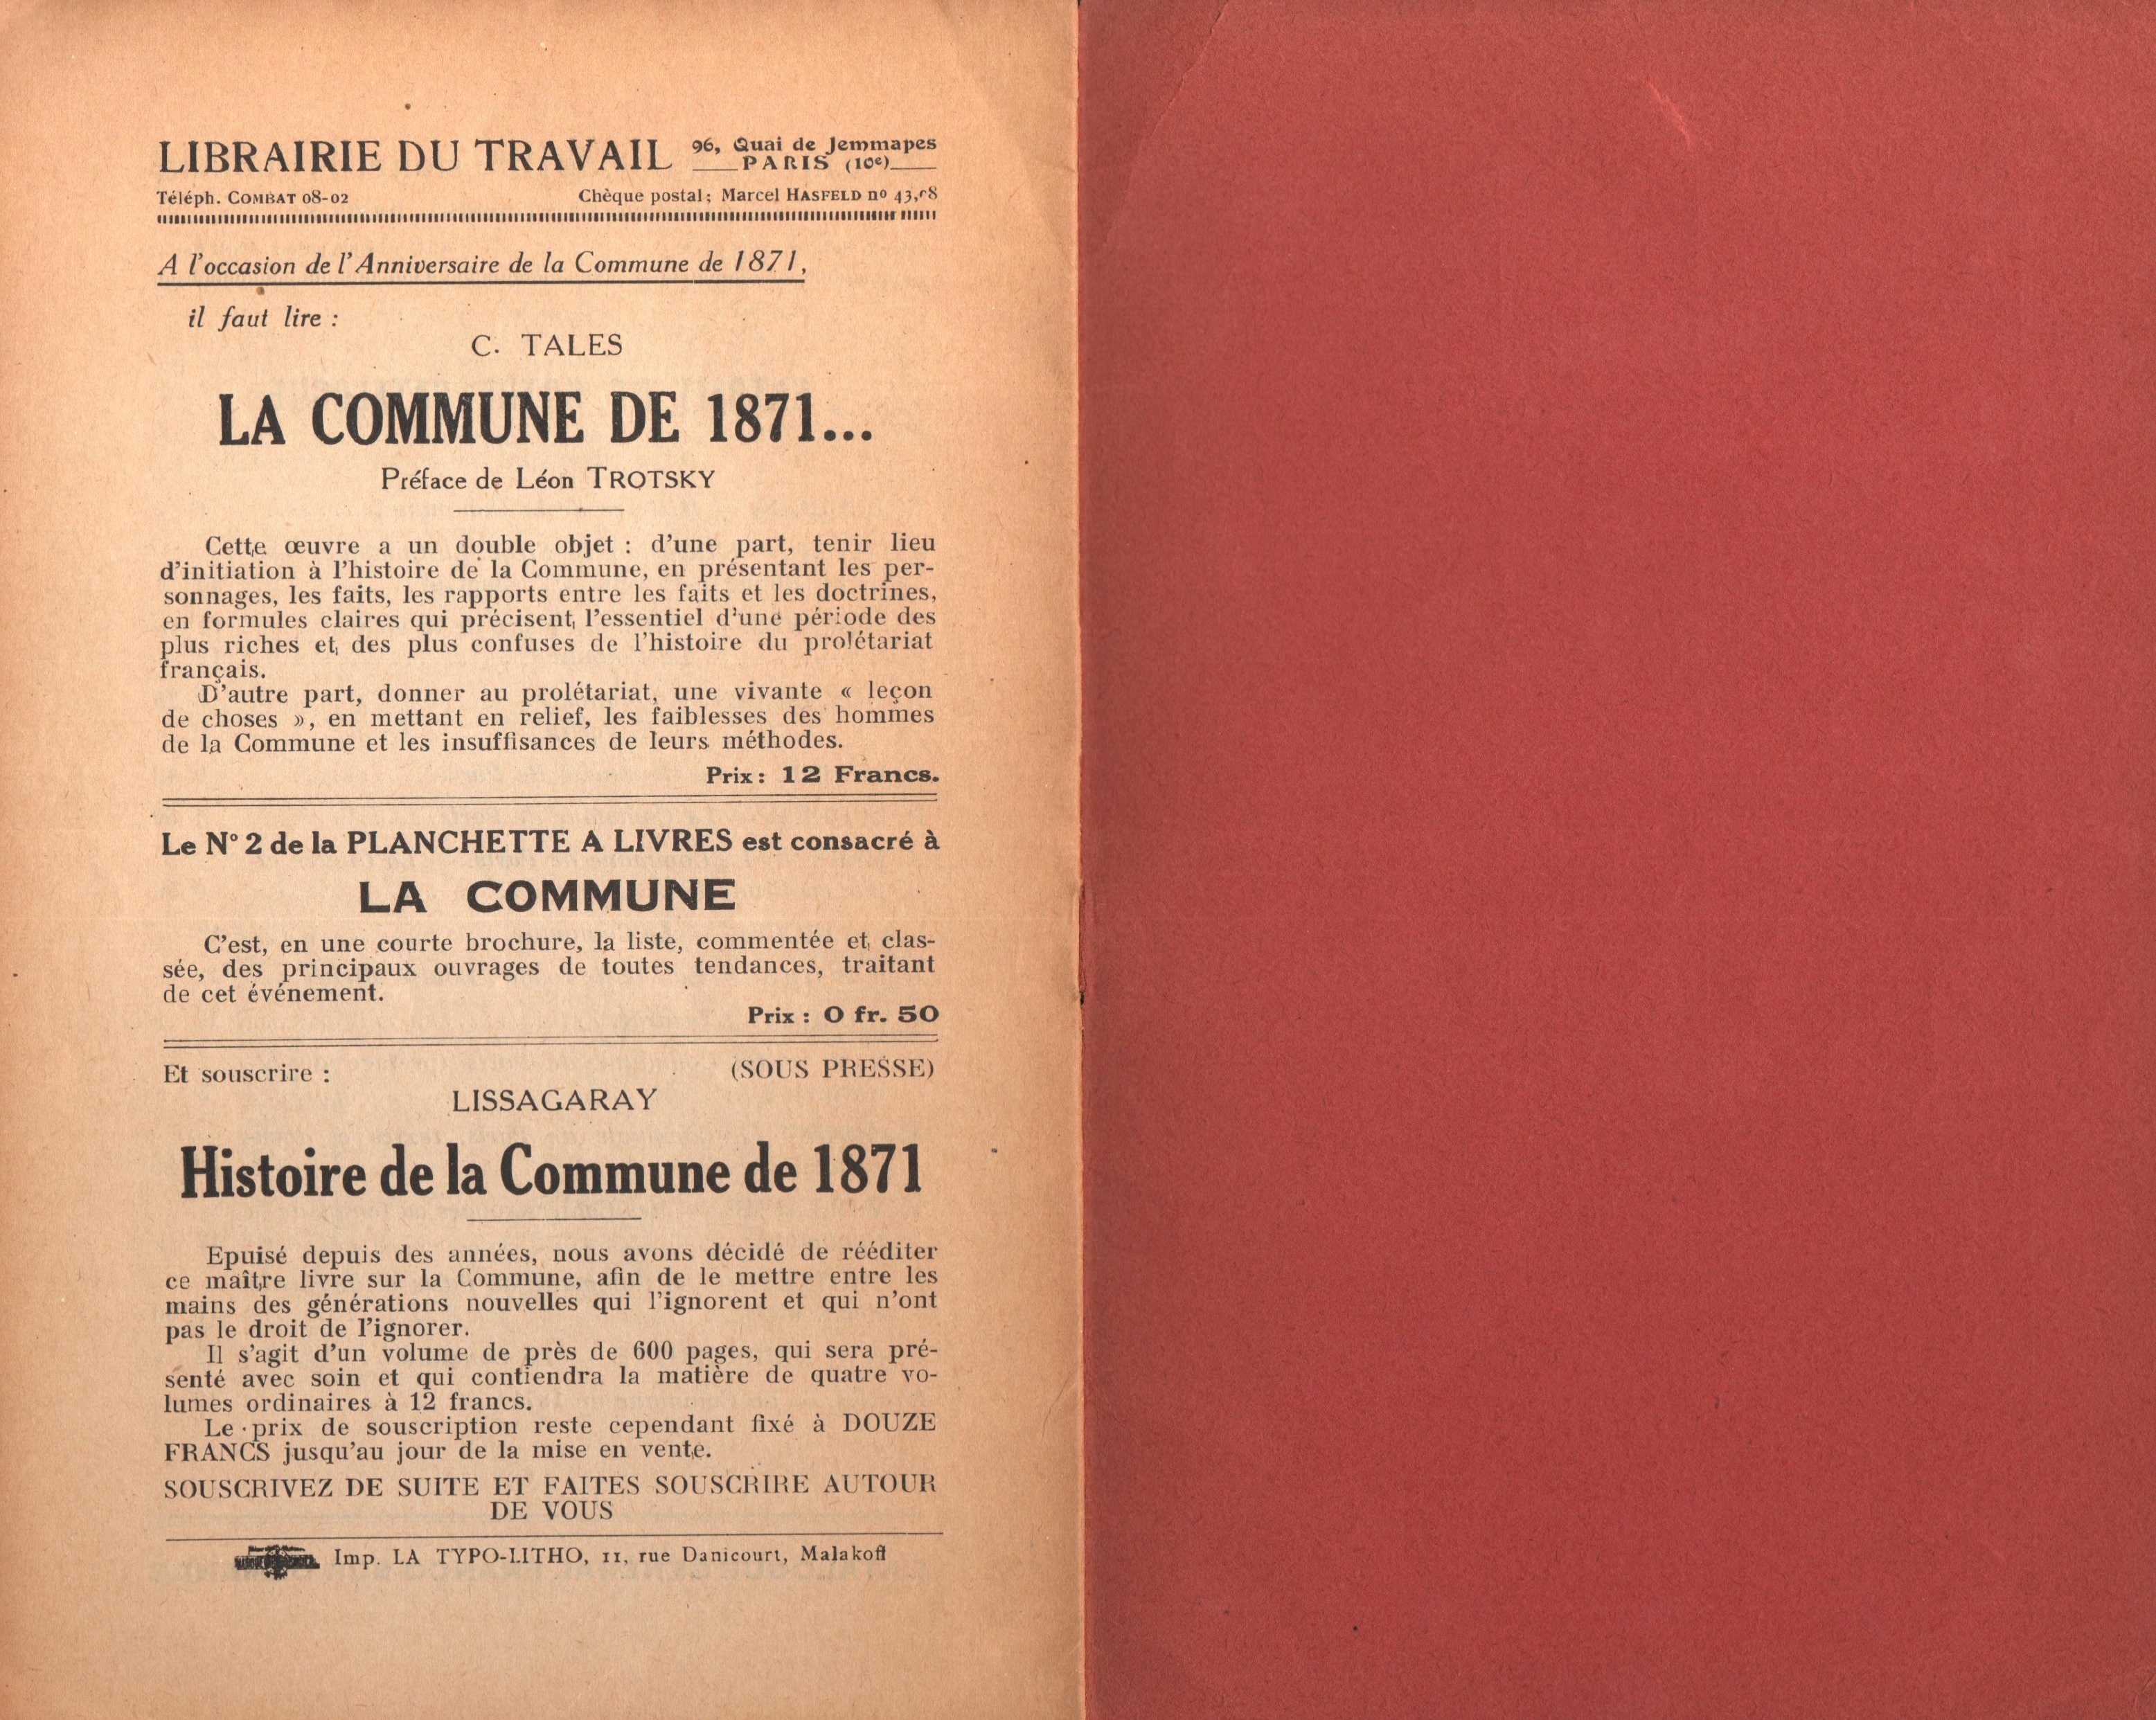 LIBRAIRIE DU TRAVAIL 96, Quai de Jemmapes
PARIS (10e)
Téléph. COMBAT 08-02 Chèque postal; Marcel HASFELD no
A l'occasion de l'Anniversaire de la Commune de 1871,
il faut lire :
C. TALES
LA COMMUNE DE 1871...
Préface de Léon TROTSKY
Cette œuvre a un double objet : d'une part, tenir lieu
d'initiation à l'histoire de la Commune, en présentant les per-
sonnages, les faits, les rapports entre les faits et les doctrines,
en formules claires qui précisent l'essentiel d'une période des
plus riches et des plus confuses de l'histoire du prolétariat
français.
D'autre part, donner au prolétariat, une vivante « leçon
de choses », en mettant en relief, les faiblesses des hommes
de la Commune et les insuffisances de leurs méthodes.
Prix : 12 Francs.
Le N° 2 de la PLANCHETTE A LIVRES est consacré à
LA COMMUNE
C'est, en une courte brochure, la liste, commentée et clas-
sée, des principaux ouvrages de toutes tendances, traitant
de cet événement.
Prix : 0 fr. 50
Et souscrire : (SOUS PRESSE)
LISSAGARAY
Histoire de la Commune de 1871
Epuisé depuis des années, nous avons décidé de rééditer
ce maître livre sur la Commune, afin de le mettre entre les
mains des générations nouvelles qui l'ignorent et qui n'ont
pas le droit de l'ignorer.
Il s'agit d'un volume de près de 600 pages, qui sera pré-
senté avec soin et qui contiendra la matière de quatre vo-
lumes ordinaires à 12 francs.
Le prix de souscription reste cependant fixé à DOUZE
FRANCS jusqu'au jour de la mise en vente.
SOUSCRIVEZ DE SUITE ET FAITES SOUSCRIRE AUTOUR
DE VOUS
Imp. LA TYPO-LITHO, 11, rue Danicourt, Malakoff